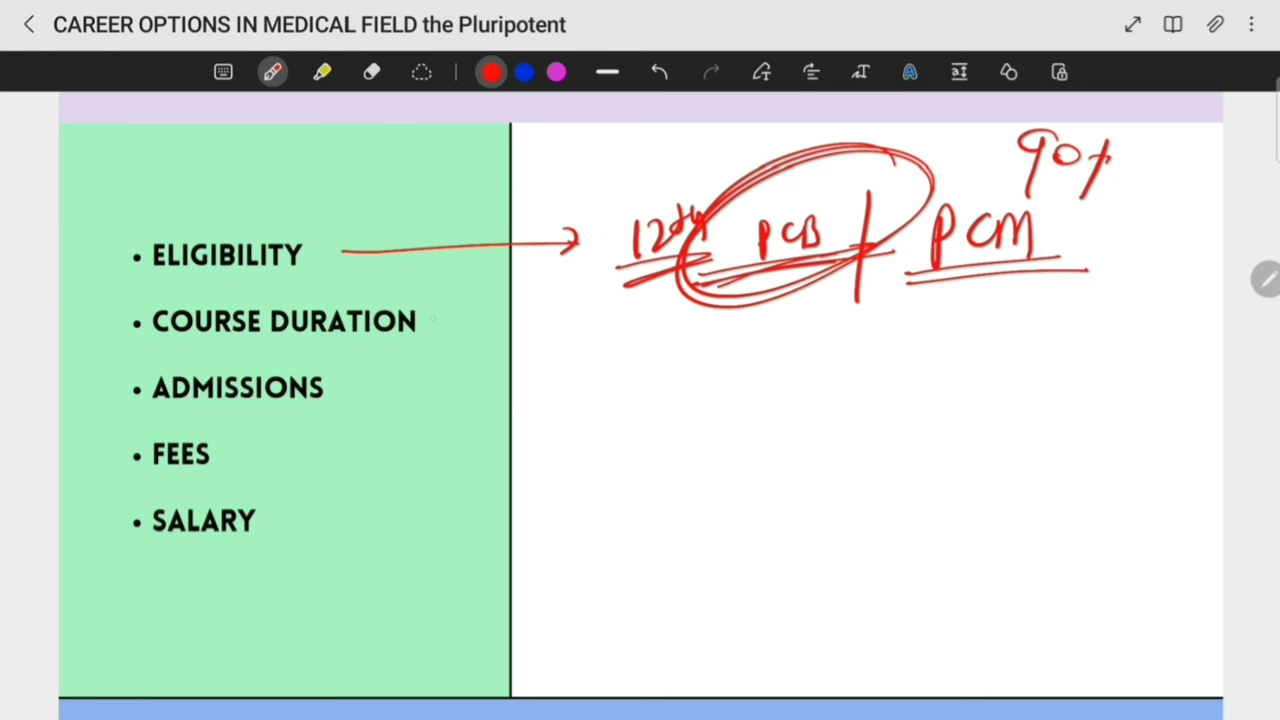 CAREER OPTIONS IN MEDICAL FIELD the Pluripotent
90%
12th PCB | PCM
• ELIGIBILITY
• COURSE DURATION
• ADMISSIONS
• FEES
• SALARY